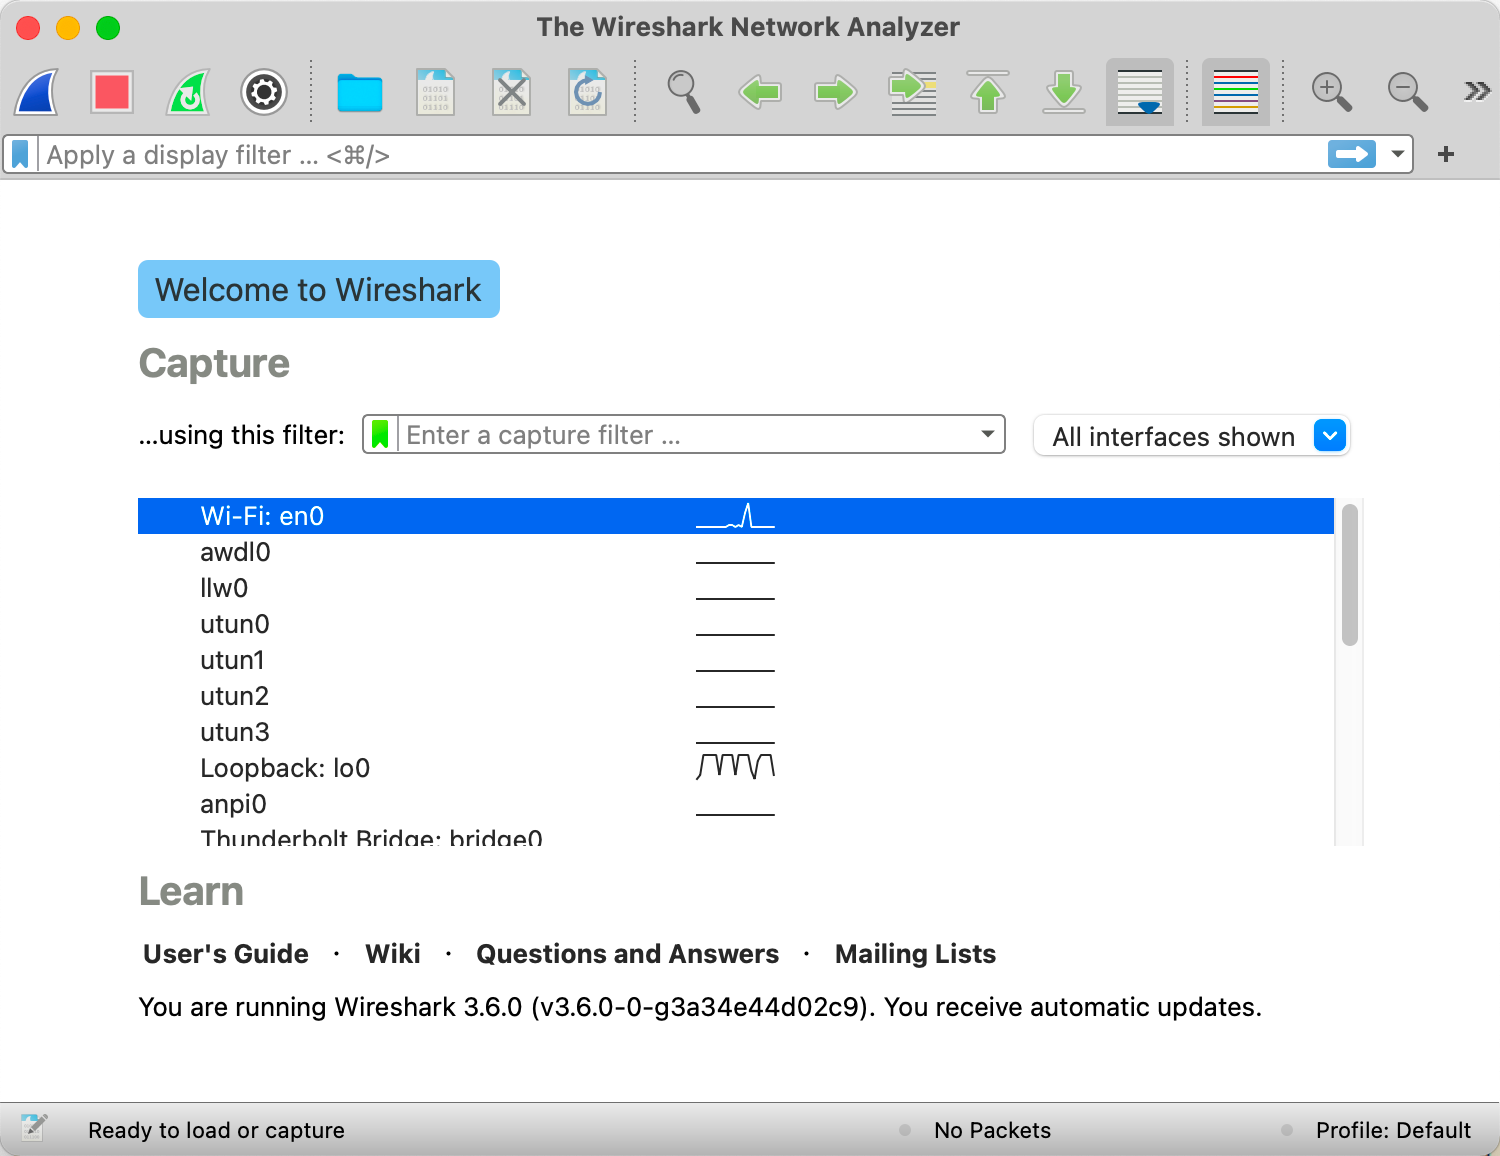 The Wireshark Network Analyzer
Apply a display filter ... <⌘/>
Welcome to Wireshark
Capture
...using this filter: Enter a capture filter ... All interfaces shown
Wi-Fi: en0
awdl0
llw0
utun0
utun1
utun2
utun3
Loopback: lo0
anpi0
Thunderbolt Bridge: bridge0
Learn
User's Guide · Wiki · Questions and Answers · Mailing Lists
You are running Wireshark 3.6.0 (v3.6.0-0-g3a34e44d02c9). You receive automatic updates.
Ready to load or capture No Packets Profile: Default